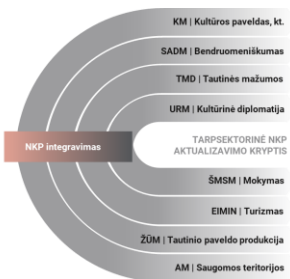 KM | Kultūros paveldas, kt.
SADM | Bendruomeniškumas
TMD | Tautinės mažumos
URM | Kultūrinė diplomatija
NKP integravimas
TARPSEKTORINĖ NKP
AKTUALIZAVIMO KRYPTIS
ŠMSM | Mokymas
EIMIN | Turizmas
ŽŪM | Tautinio paveldo produkcija
AM | Saugomos teritorijos